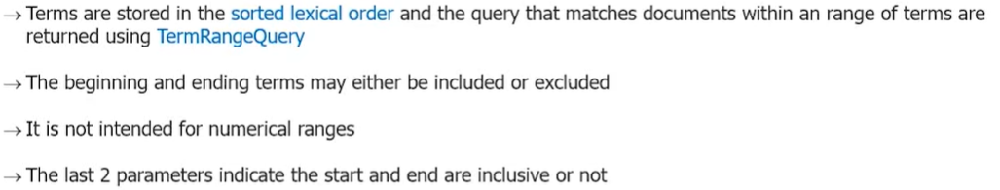 → Terms are stored in the sorted lexical order and the query that matches documents within an range of terms are
returned using TermRangeQuery
→ The beginning and ending terms may either be included or excluded
→ It is not intended for numerical ranges
→ The last 2 parameters indicate the start and end are inclusive or not